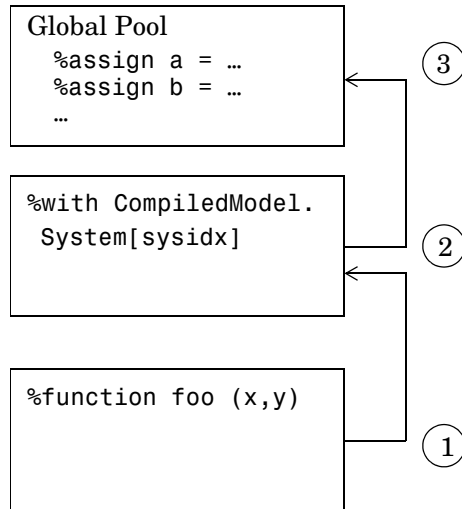 Global Pool
%assign a = …
%assign b = …
…
3
%with CompiledModel.
System[sysidx]
2
%function foo (x,y)
1